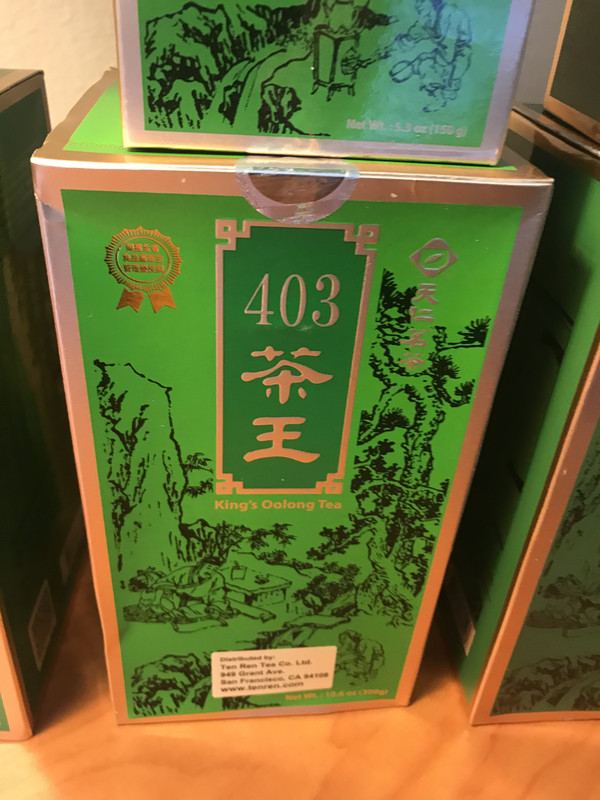 Net Wt. : 5.3 oz (150 g)
403
茶王
天仁茗茶
King's Oolong Tea
Distributed by:
Ten Ren Tea Co. Ltd.
949 Grant Ave.
San Francisco, CA 94108
www.tenren.com
Net Wt. : 10.6 oz (300g)